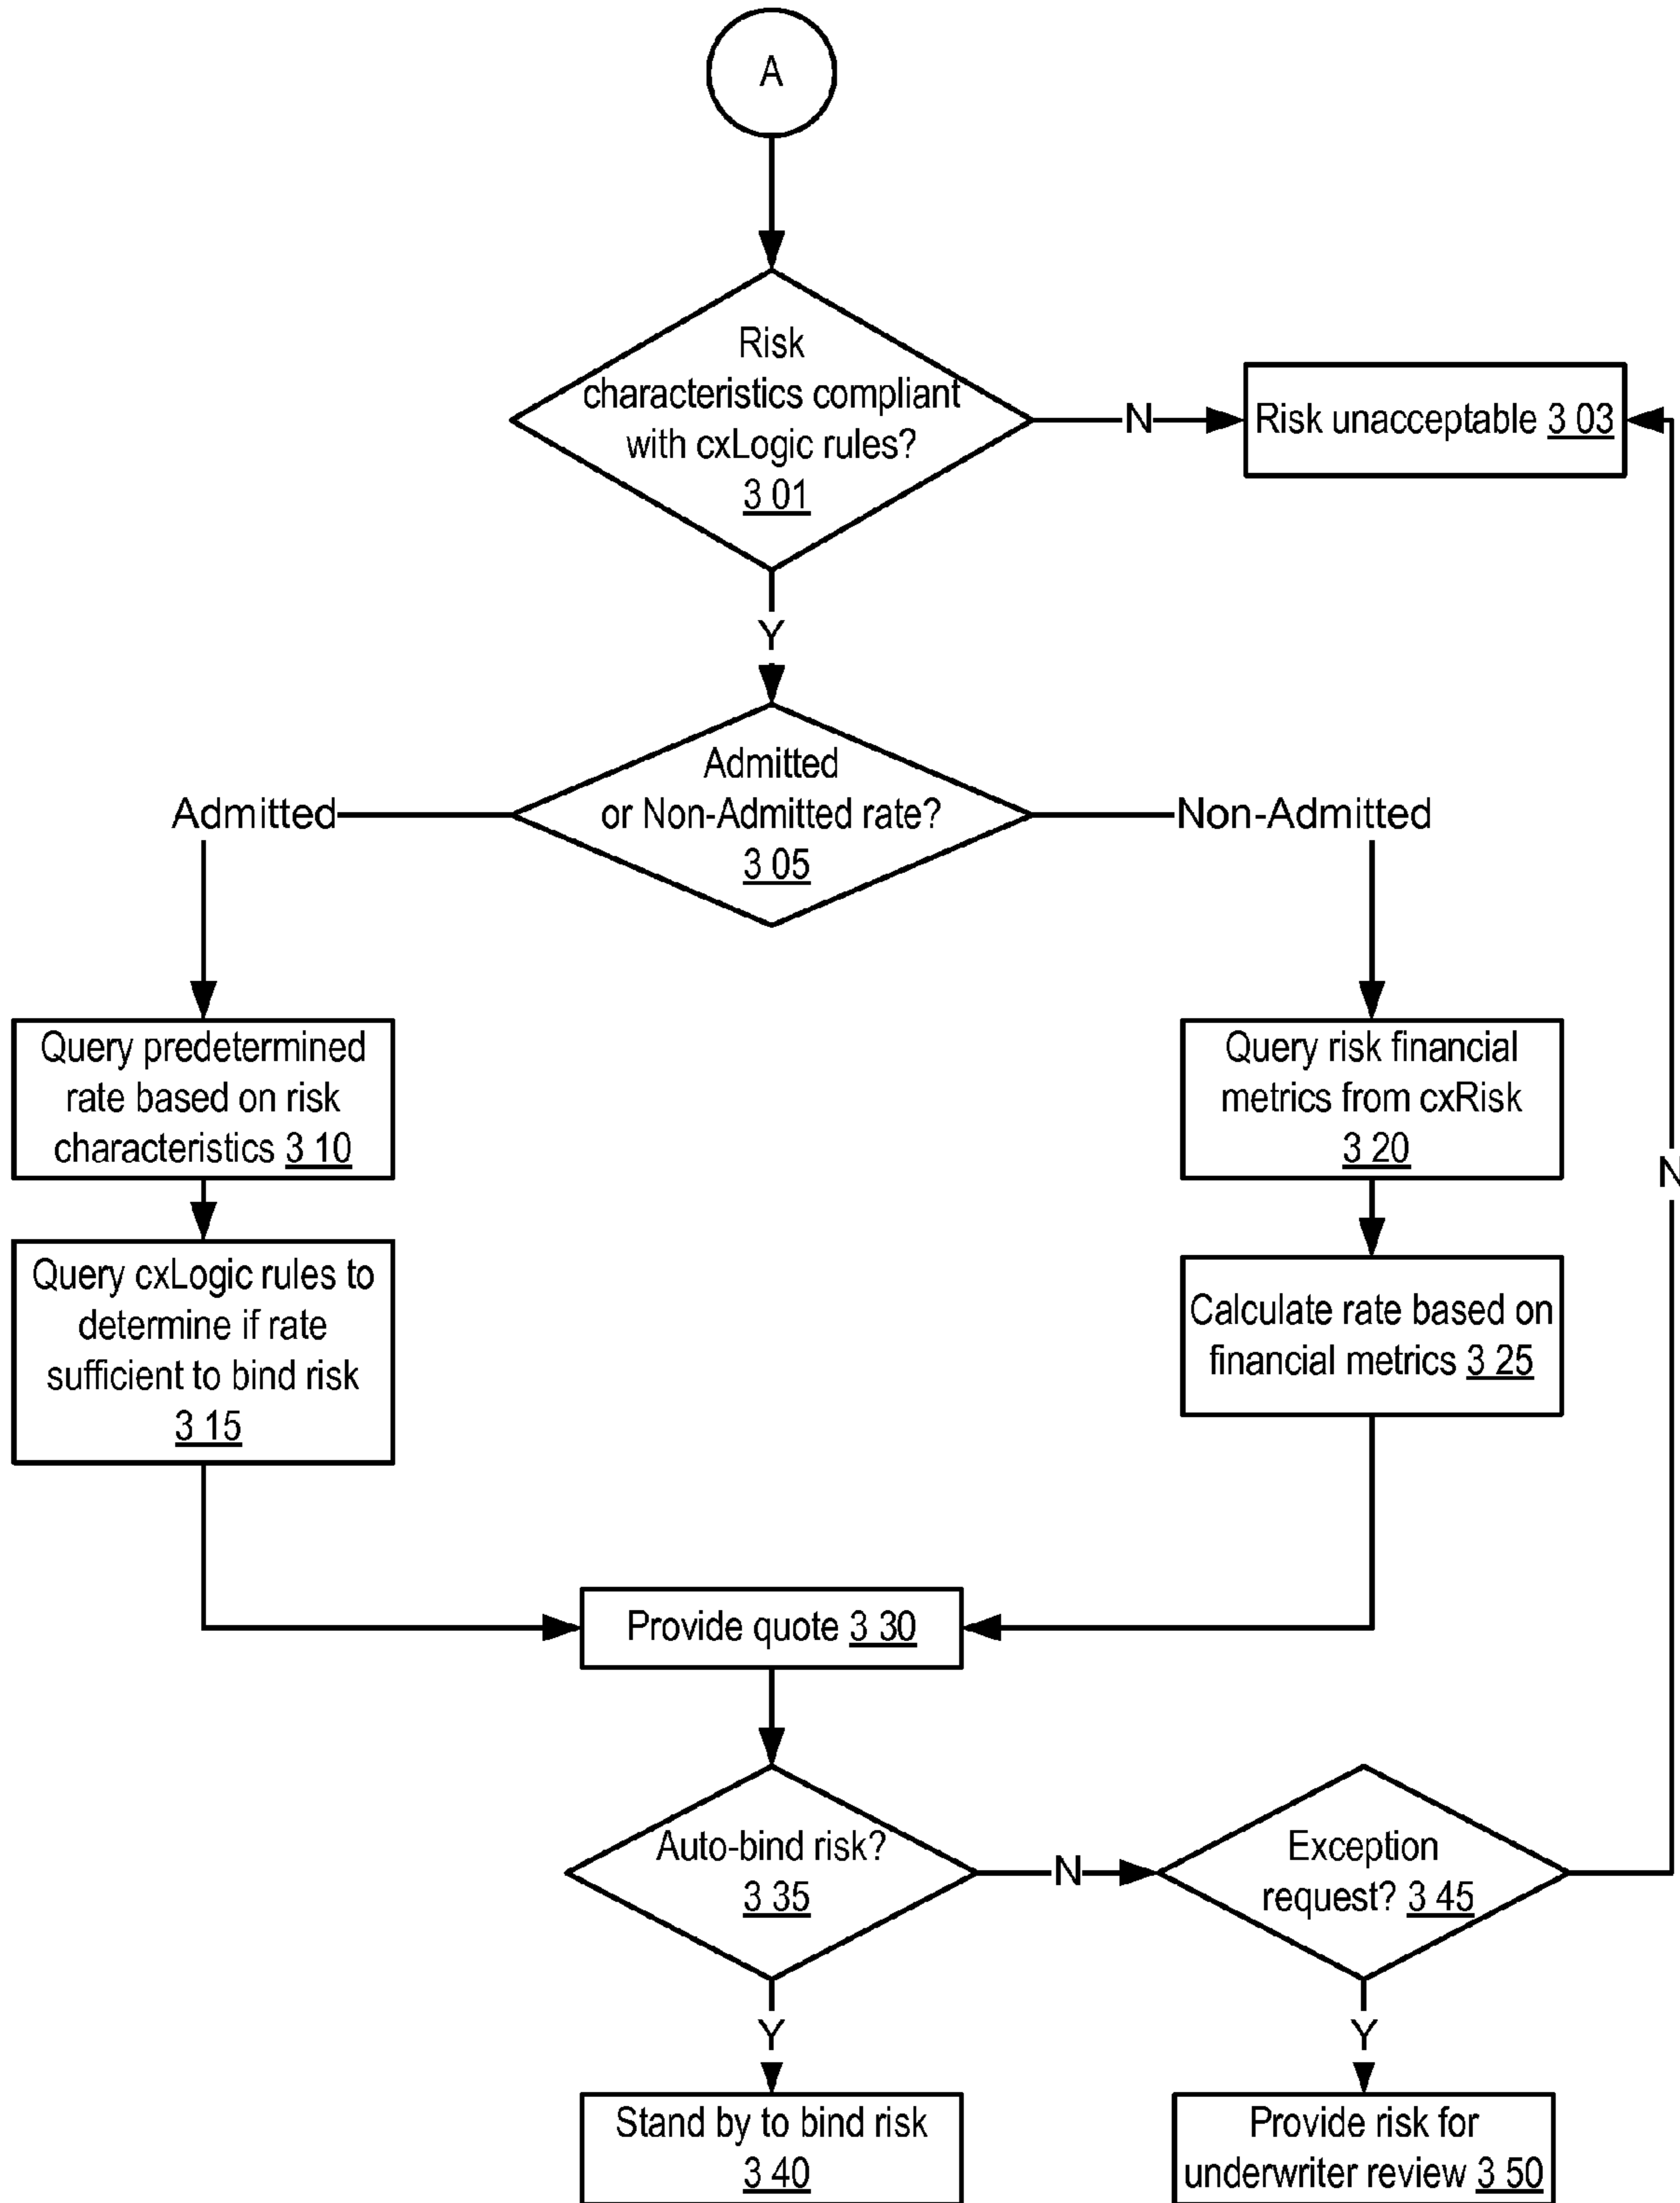 A
Risk
characteristics compliant
with cxLogic rules?
3 01
N
Risk unacceptable 3 03
Y
Admitted
or Non-Admitted rate?
3 05
Admitted
Non-Admitted
Query predetermined
rate based on risk
characteristics 3 10
Query risk financial
metrics from cxRisk
3 20
N
Query cxLogic rules to
determine if rate
sufficient to bind risk
3 15
Calculate rate based on
financial metrics 3 25
Provide quote 3 30
Auto-bind risk?
3 35
N
Exception
request? 3 45
Y
Y
Stand by to bind risk
3 40
Provide risk for
underwriter review 3 50